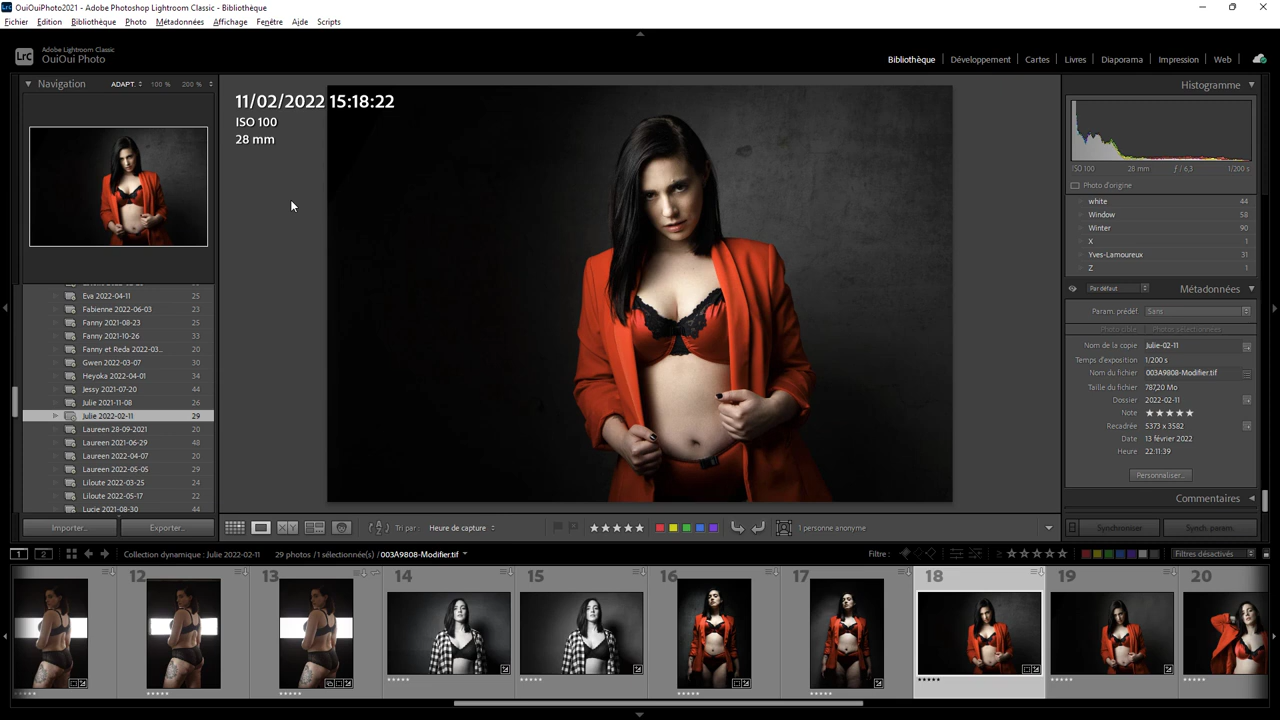 OuiOuiPhoto2021 - Adobe Photoshop Lightroom Classic - Bibliothèque
Fichier Edition Bibliothèque Photo Métadonnées Affichage Fenêtre Aide Scripts
Lrc
Adobe Lightroom Classic
OuiOui Photo
Bibliothèque Développement Cartes Livres Diaporama Impression Web
Navigation ADAPT. 100 % 200 %
11/02/2022 15:18:22
ISO 100
28 mm
Eva 2022-04-11 25
Fabienne 2022-06-03 23
Fanny 2021-08-23 25
Fanny 2021-10-26 33
Fanny et Reda 2022-03... 20
Gwen 2022-03-07 30
Heyoka 2022-04-01 34
Jessy 2021-07-20 44
Julie 2021-11-08 26
Julie 2022-02-11 29
Laureen 28-09-2021 20
Laureen 2021-06-29 48
Laureen 2022-04-07 20
Laureen 2022-05-05 29
Liloute 2022-03-25 24
Liloute 2022-05-17 22
Lucie 2021-08-30 44
Importer... Exporter...
Histogramme
ISO 100 28 mm ƒ / 6,3 1/200 s
Photo d'origine
white 44
Window 58
Winter 90
X 1
Yves-Lamoureux 31
Z 1
Par défaut Métadonnées
Param. prédéf. Sans
Photo cible Photos sélectionnées
Nom de la copie Julie-02-11
Temps d'exposition 1/200 s
Nom du fichier 003A9808-Modifier.tif
Taille du fichier 787,20 Mo
Dossier 2022-02-11
Note ★★★★★
Recadrée 5373 x 3582
Date 13 février 2022
Heure 22:11:39
Personnaliser...
Commentaires
Synchroniser Synch. param.
XY Tri par : Heure de capture ★★★★★ 1 personne anonyme
1 2 Collection dynamique : Julie 2022-02-11 29 photos /1 sélectionnée(s) /003A9808-Modifier.tif Filtre : ≥ ★★★★★ Filtres désactivés
12 13 14 15 16 17 18 19 20